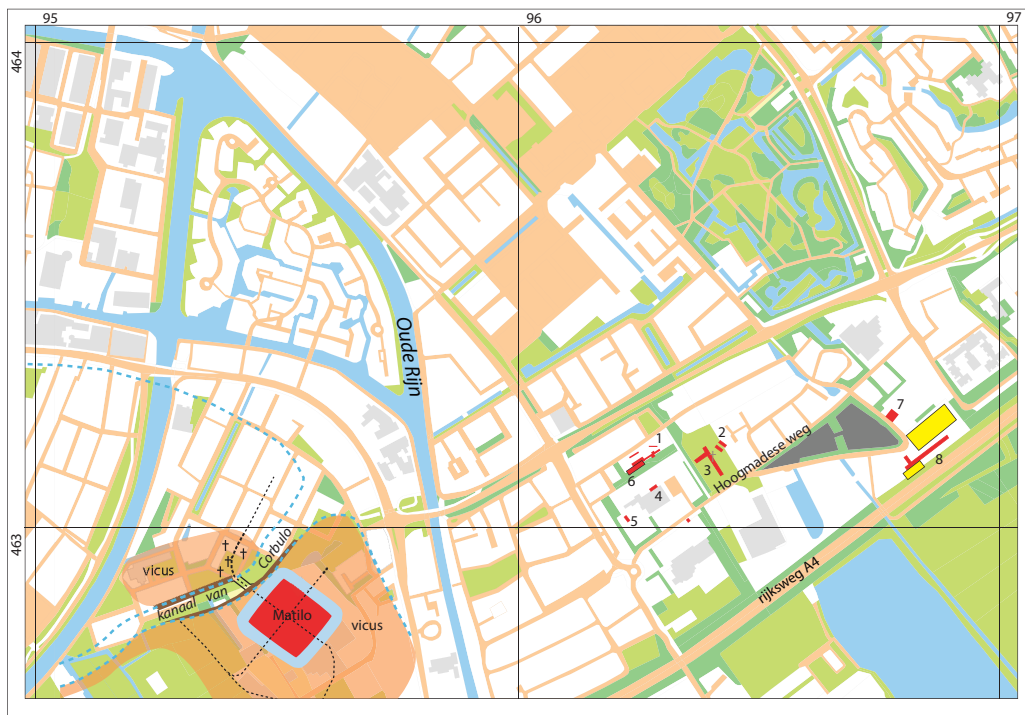 95
96
97
464
Oude Rijn
1
2
3
4
5
6
7
8
Hoogmadese weg
rijksweg A4
463
vicus
Corbulo
van
kanaal
Matilo
vicus